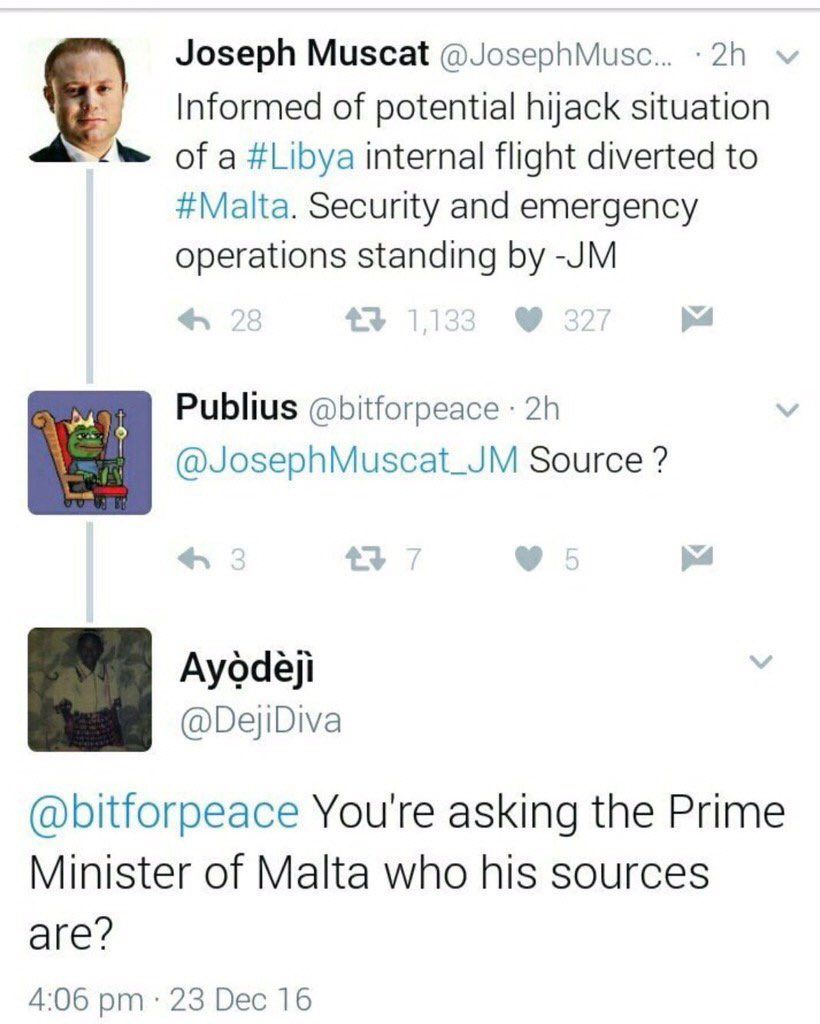 Joseph Muscat @JosephMusc... · 2h
Informed of potential hijack situation
of a #Libya internal flight diverted to
#Malta. Security and emergency
operations standing by -JM
28 1,133 327
Publius @bitforpeace · 2h
@JosephMuscat_JM Source ?
3 7 5
Ayọ̀dèjì
@DejiDiva
@bitforpeace You're asking the Prime
Minister of Malta who his sources
are?
4:06 pm · 23 Dec 16